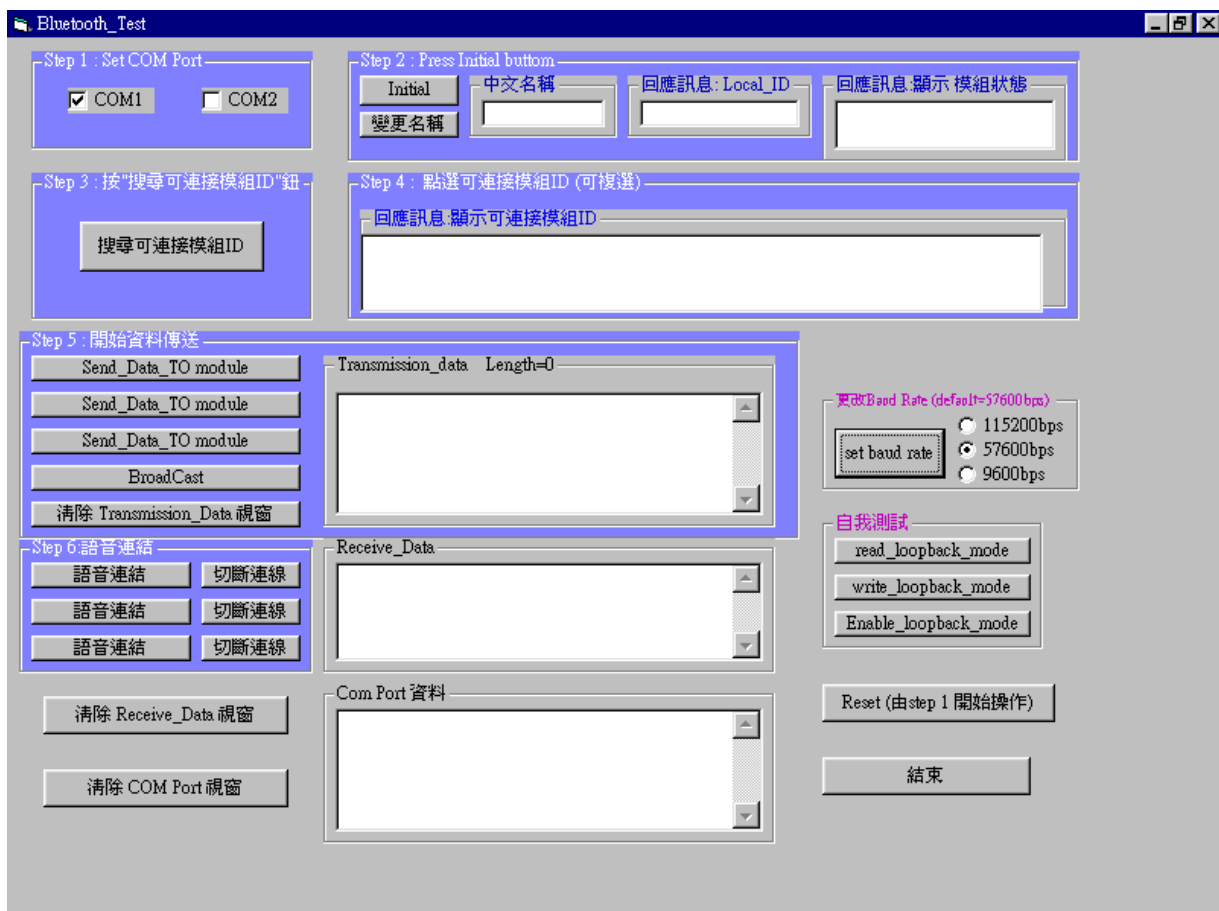 Bluetooth_Test
Step 1 : Set COM Port
COM1
COM2
Step 2 : Press Initial buttom
Initial
變更名稱
中文名稱
回應訊息: Local_ID
回應訊息:顯示 模組狀態
Step 3 : 按"搜尋可連接模組ID"鈕
搜尋可連接模組ID
Step 4 : 點選可連接模組ID (可複選)
回應訊息:顯示可連接模組ID
Step 5 : 開始資料傳送
Send_Data_TO module
Send_Data_TO module
Send_Data_TO module
BroadCast
清除 Transmission_Data 視窗
Transmission_data Length=0
更改Baud Rate (default=57600bps)
set baud rate
115200bps
57600bps
9600bps
自我測試
read_loopback_mode
write_loopback_mode
Enable_loopback_mode
Step 6:語音連結
語音連結 切斷連線
語音連結 切斷連線
語音連結 切斷連線
Receive_Data
清除 Receive_Data 視窗
清除 COM Port 視窗
Com Port 資料
Reset (由step 1 開始操作)
結束